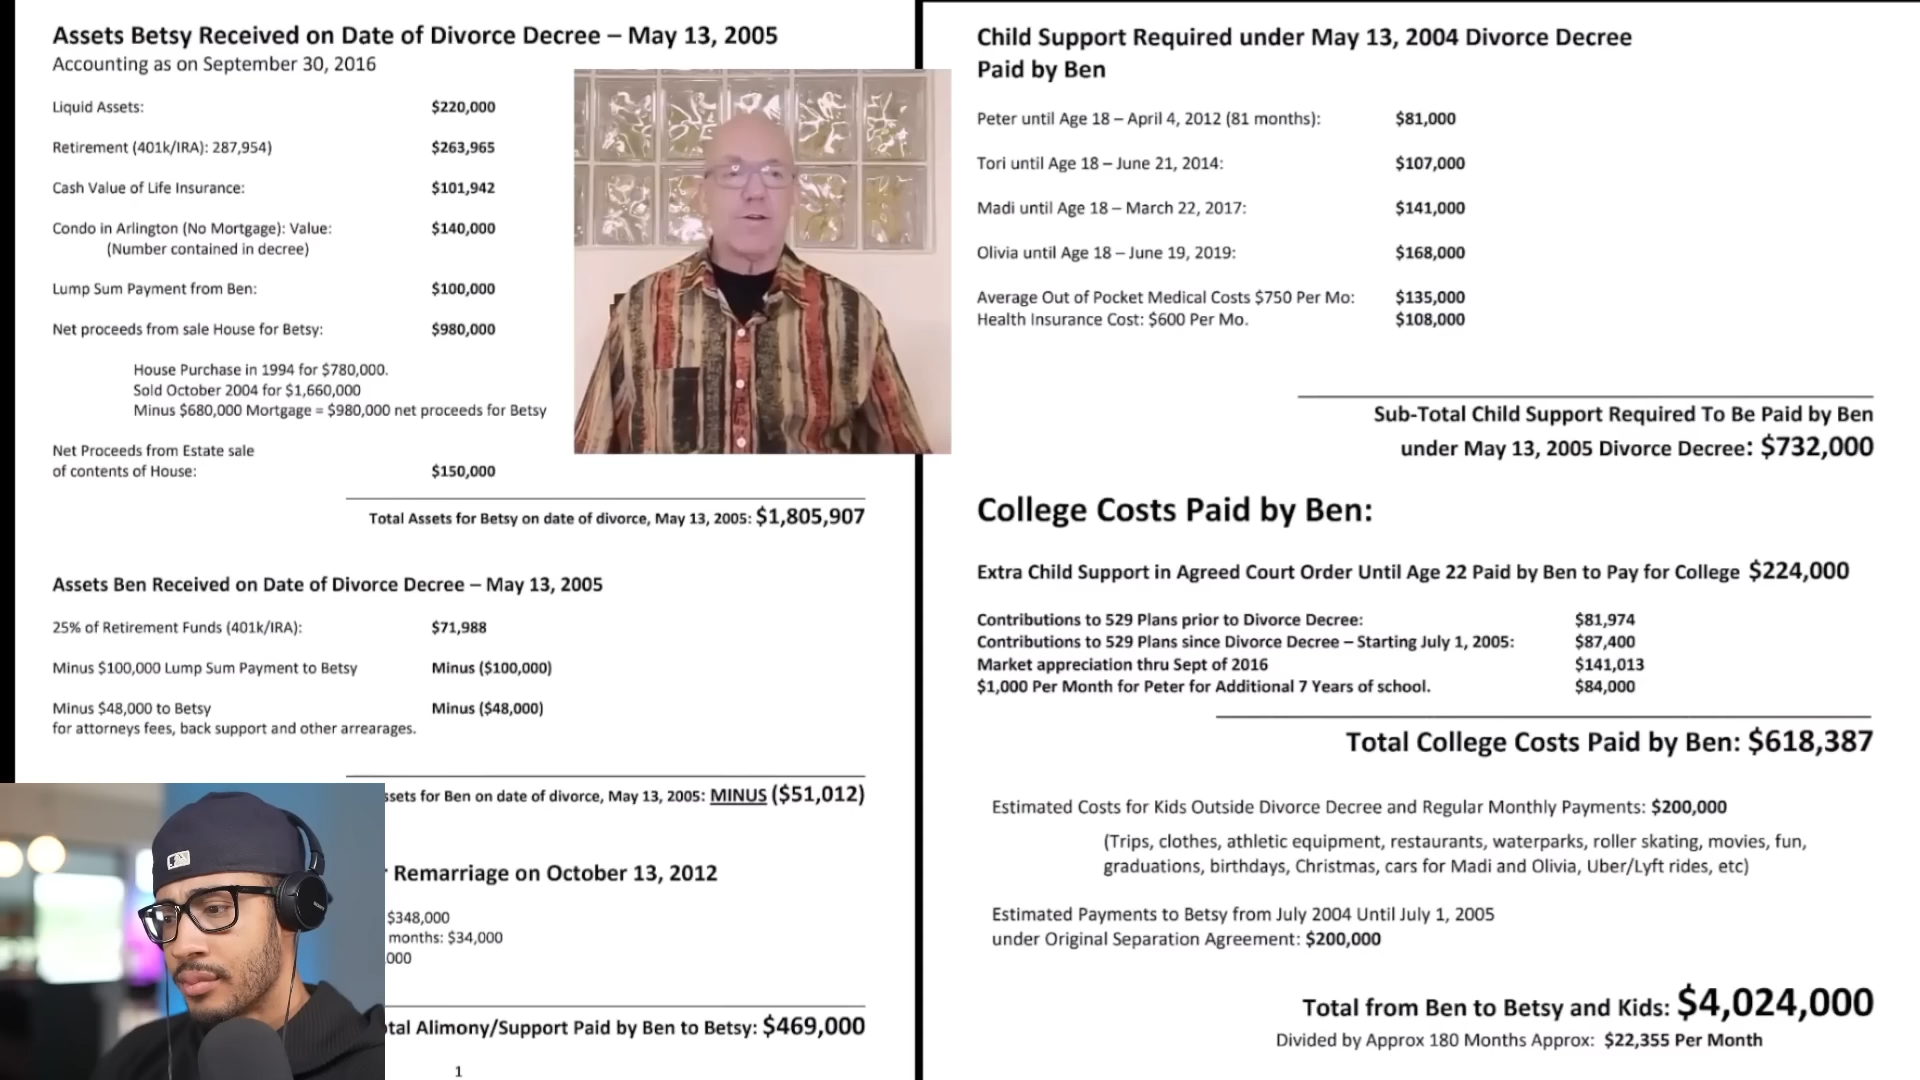 Assets Betsy Received on Date of Divorce Decree – May 13, 2005
Accounting as on September 30, 2016
Liquid Assets: $220,000
Retirement (401k/IRA): 287,954) $263,965
Cash Value of Life Insurance: $101,942
Condo in Arlington (No Mortgage): Value: $140,000
(Number contained in decree)
Lump Sum Payment from Ben: $100,000
Net proceeds from sale House for Betsy: $980,000
House Purchase in 1994 for $780,000.
Sold October 2004 for $1,660,000
Minus $680,000 Mortgage = $980,000 net proceeds for Betsy
Net Proceeds from Estate sale
of contents of House: $150,000
Total Assets for Betsy on date of divorce, May 13, 2005: $1,805,907
Assets Ben Received on Date of Divorce Decree – May 13, 2005
25% of Retirement Funds (401k/IRA): $71,988
Minus $100,000 Lump Sum Payment to Betsy Minus ($100,000)
Minus $48,000 to Betsy Minus ($48,000)
for attorneys fees, back support and other arrearages.
for Ben on date of divorce, May 13, 2005: MINUS ($51,012)
Remarriage on October 13, 2012
$348,000
months: $34,000
000
Alimony/Support Paid by Ben to Betsy: $469,000
1
Child Support Required under May 13, 2004 Divorce Decree
Paid by Ben
Peter until Age 18 – April 4, 2012 (81 months): $81,000
Tori until Age 18 – June 21, 2014: $107,000
Madi until Age 18 – March 22, 2017: $141,000
Olivia until Age 18 – June 19, 2019: $168,000
Average Out of Pocket Medical Costs $750 Per Mo: $135,000
Health Insurance Cost: $600 Per Mo. $108,000
Sub-Total Child Support Required To Be Paid by Ben
under May 13, 2005 Divorce Decree: $732,000
College Costs Paid by Ben:
Extra Child Support in Agreed Court Order Until Age 22 Paid by Ben to Pay for College $224,000
Contributions to 529 Plans prior to Divorce Decree: $81,974
Contributions to 529 Plans since Divorce Decree – Starting July 1, 2005: $87,400
Market appreciation thru Sept of 2016 $141,013
$1,000 Per Month for Peter for Additional 7 Years of school. $84,000
Total College Costs Paid by Ben: $618,387
Estimated Costs for Kids Outside Divorce Decree and Regular Monthly Payments: $200,000
(Trips, clothes, athletic equipment, restaurants, waterparks, roller skating, movies, fun,
graduations, birthdays, Christmas, cars for Madi and Olivia, Uber/Lyft rides, etc)
Estimated Payments to Betsy from July 2004 Until July 1, 2005
under Original Separation Agreement: $200,000
Total from Ben to Betsy and Kids: $4,024,000
Divided by Approx 180 Months Approx: $22,355 Per Month